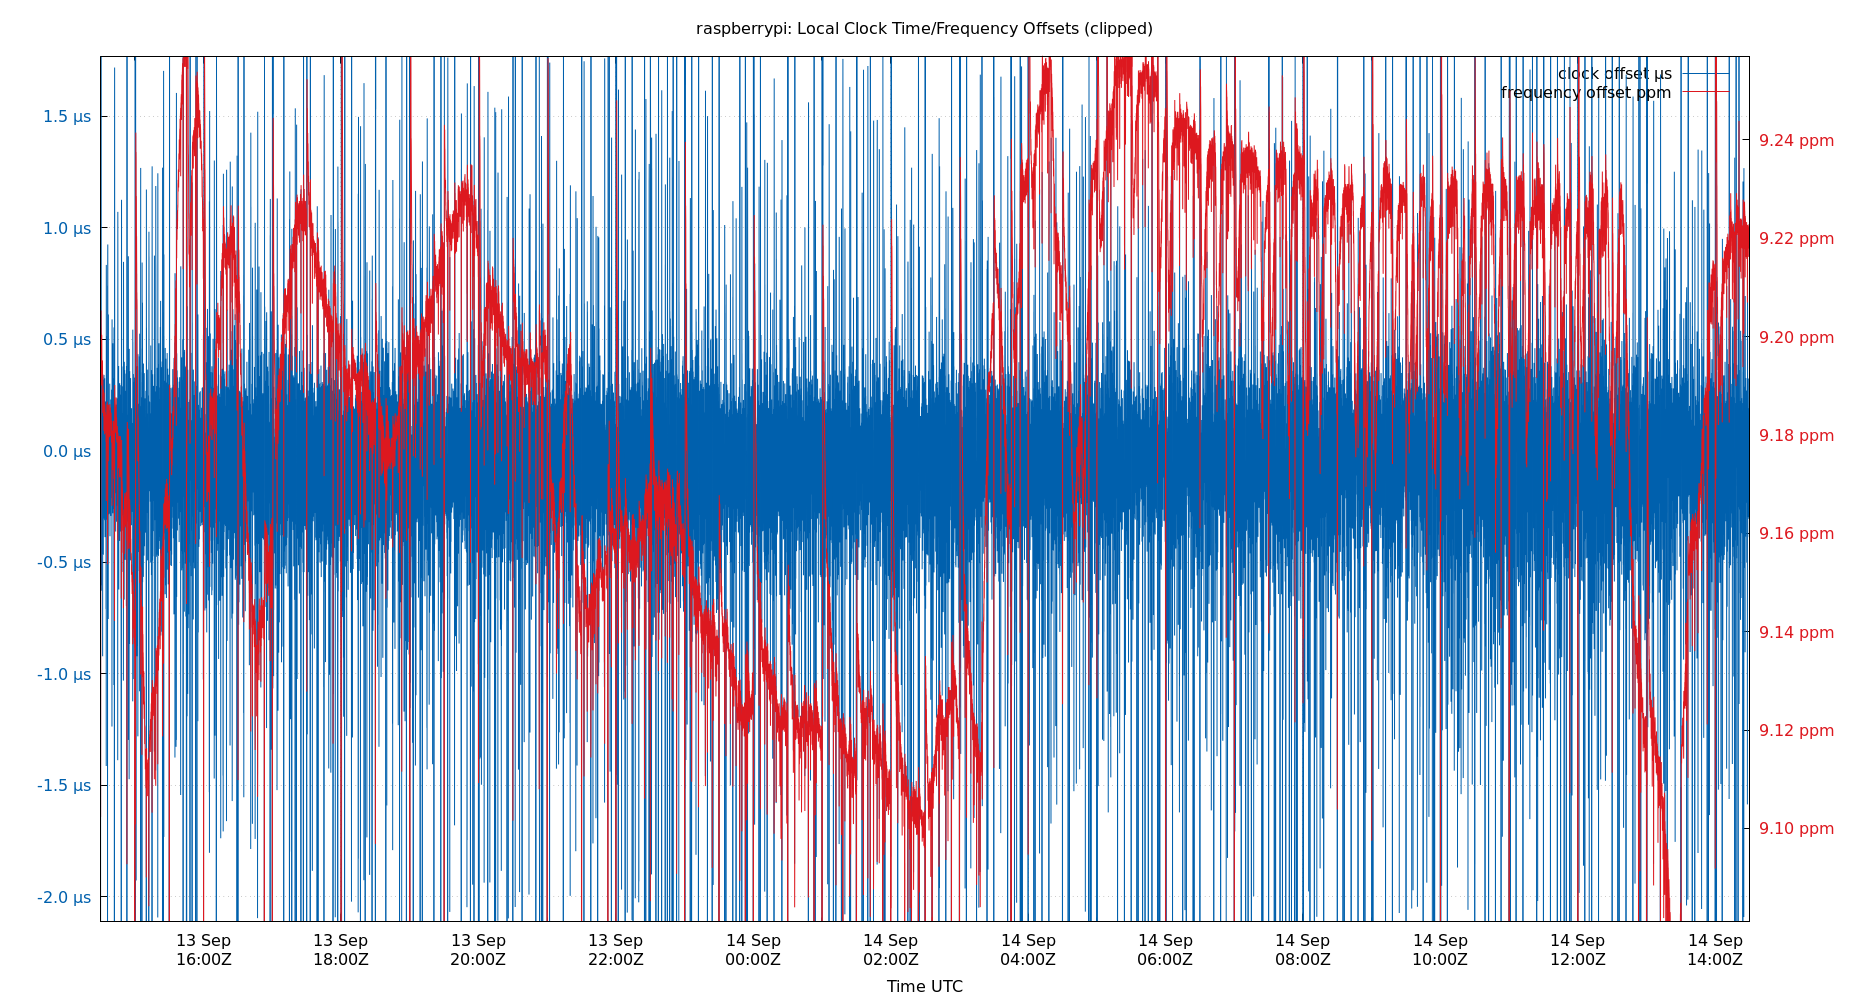 raspberrypi: Local Clock Time/Frequency Offsets (clipped)
clock offset µs
frequency offset ppm
1.5 µs
1.0 µs
0.5 µs
0.0 µs
-0.5 µs
-1.0 µs
-1.5 µs
-2.0 µs
9.24 ppm
9.22 ppm
9.20 ppm
9.18 ppm
9.16 ppm
9.14 ppm
9.12 ppm
9.10 ppm
13 Sep 13 Sep 13 Sep 13 Sep 14 Sep 14 Sep 14 Sep 14 Sep 14 Sep 14 Sep 14 Sep 14 Sep
16:00Z 18:00Z 20:00Z 22:00Z 00:00Z 02:00Z 04:00Z 06:00Z 08:00Z 10:00Z 12:00Z 14:00Z
Time UTC